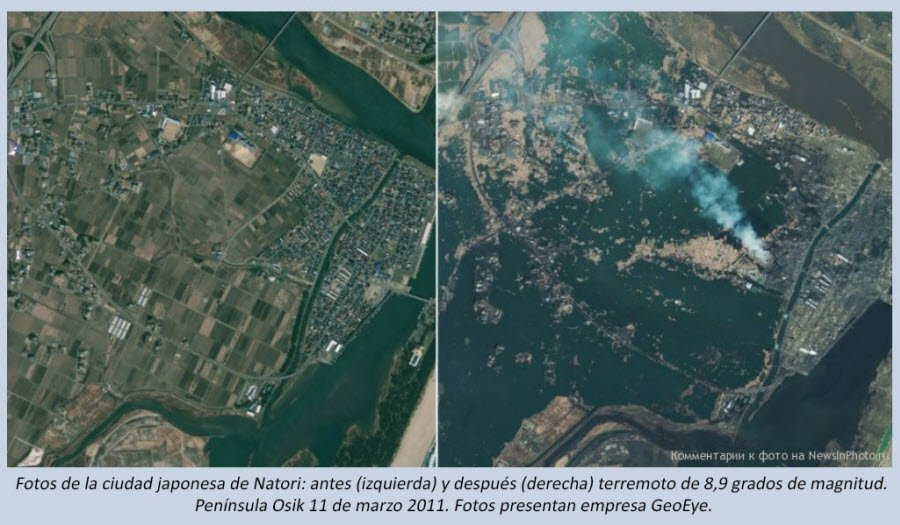 Комментарии к фото на NewsInPhoto.ru
Fotos de la ciudad japonesa de Natori: antes (izquierda) y después (derecha) terremoto de 8,9 grados de magnitud.
Península Osik 11 de marzo 2011. Fotos presentan empresa GeoEye.